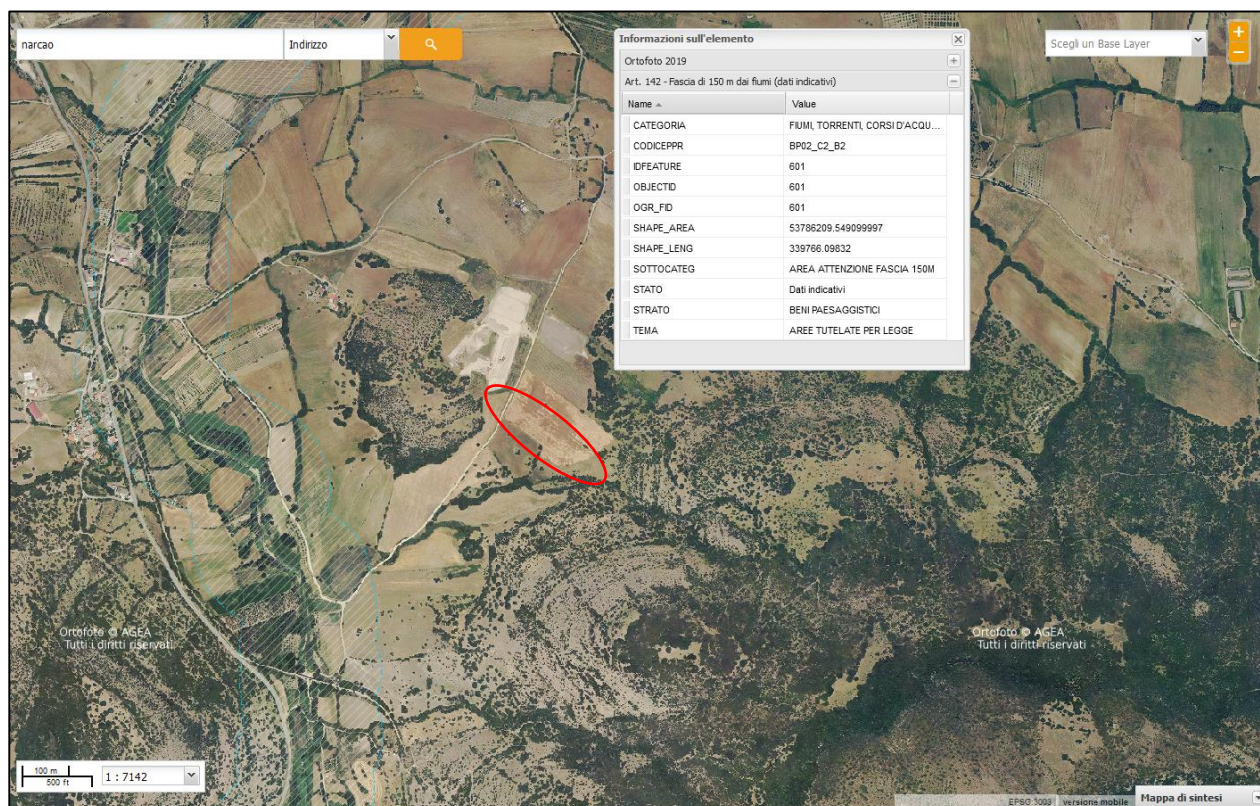 narcao Indirizzo
Scegli un Base Layer
+
−
Informazioni sull'elemento
Ortofoto 2019
Art. 142 - Fascia di 150 m dai fiumi (dati indicativi)
Name Value
CATEGORIA FIUMI, TORRENTI, CORSI D'ACQU...
CODICEPPR BP02_C2_B2
IDFEATURE 601
OBJECTID 601
OGR_FID 601
SHAPE_AREA 53786209.549099997
SHAPE_LENG 339766.09832
SOTTOCATEG AREA ATTENZIONE FASCIA 150M
STATO Dati indicativi
STRATO BENI PAESAGGISTICI
TEMA AREE TUTELATE PER LEGGE
Ortofoto © AGEA -
Tutti i diritti riservati
Ortofoto © AGEA -
Tutti i diritti riservati -
100 m
500 ft
1 : 7142
EPSG:3003 versione mobile Mappa di sintesi